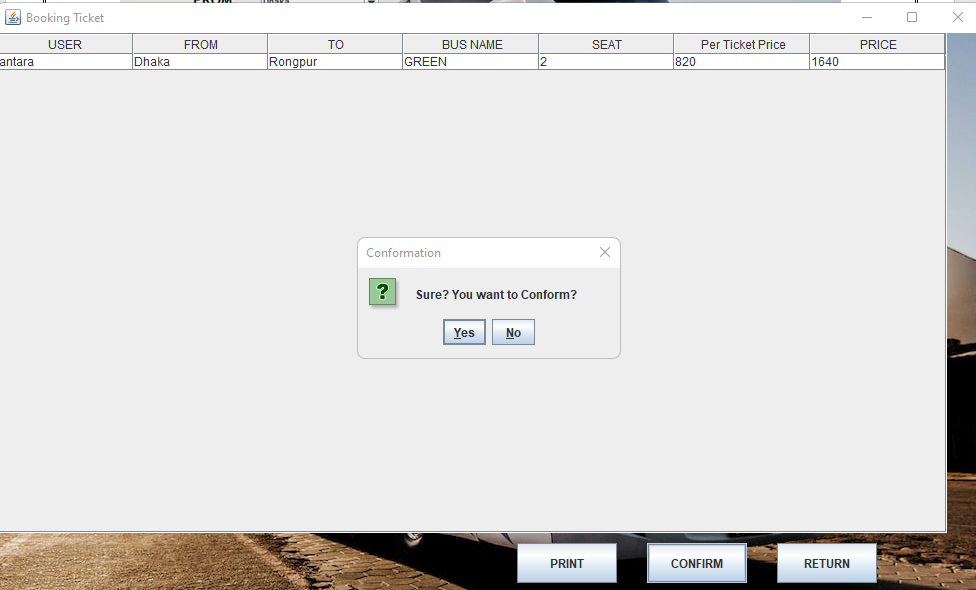 Booking Ticket
USER FROM TO BUS NAME SEAT Per Ticket Price PRICE
antara Dhaka Rongpur GREEN 2 820 1640
Conformation
? Sure? You want to Conform?
Yes No
PRINT CONFIRM RETURN